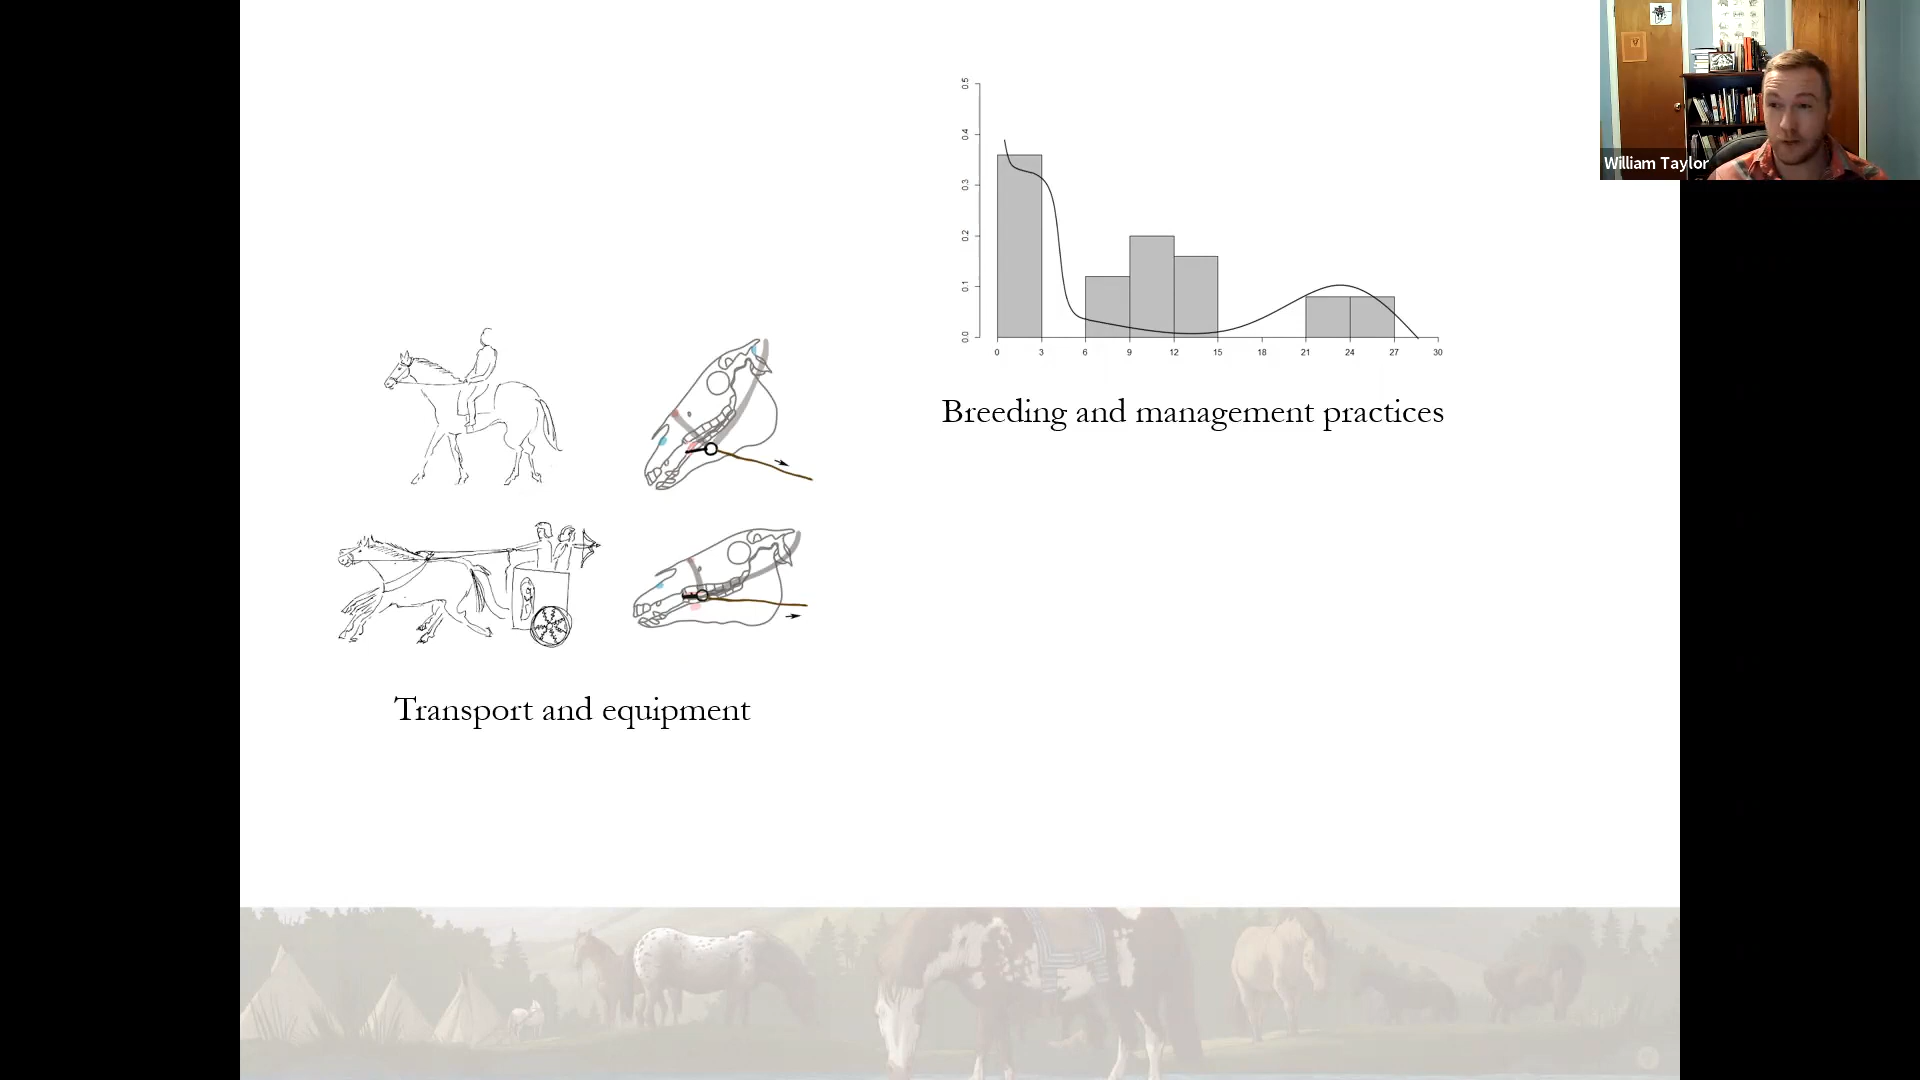 William Taylor
0.5
0.4
0.3
0.2
0.1
0.0
0 3 6 9 12 15 18 21 24 27 30
Breeding and management practices
Transport and equipment